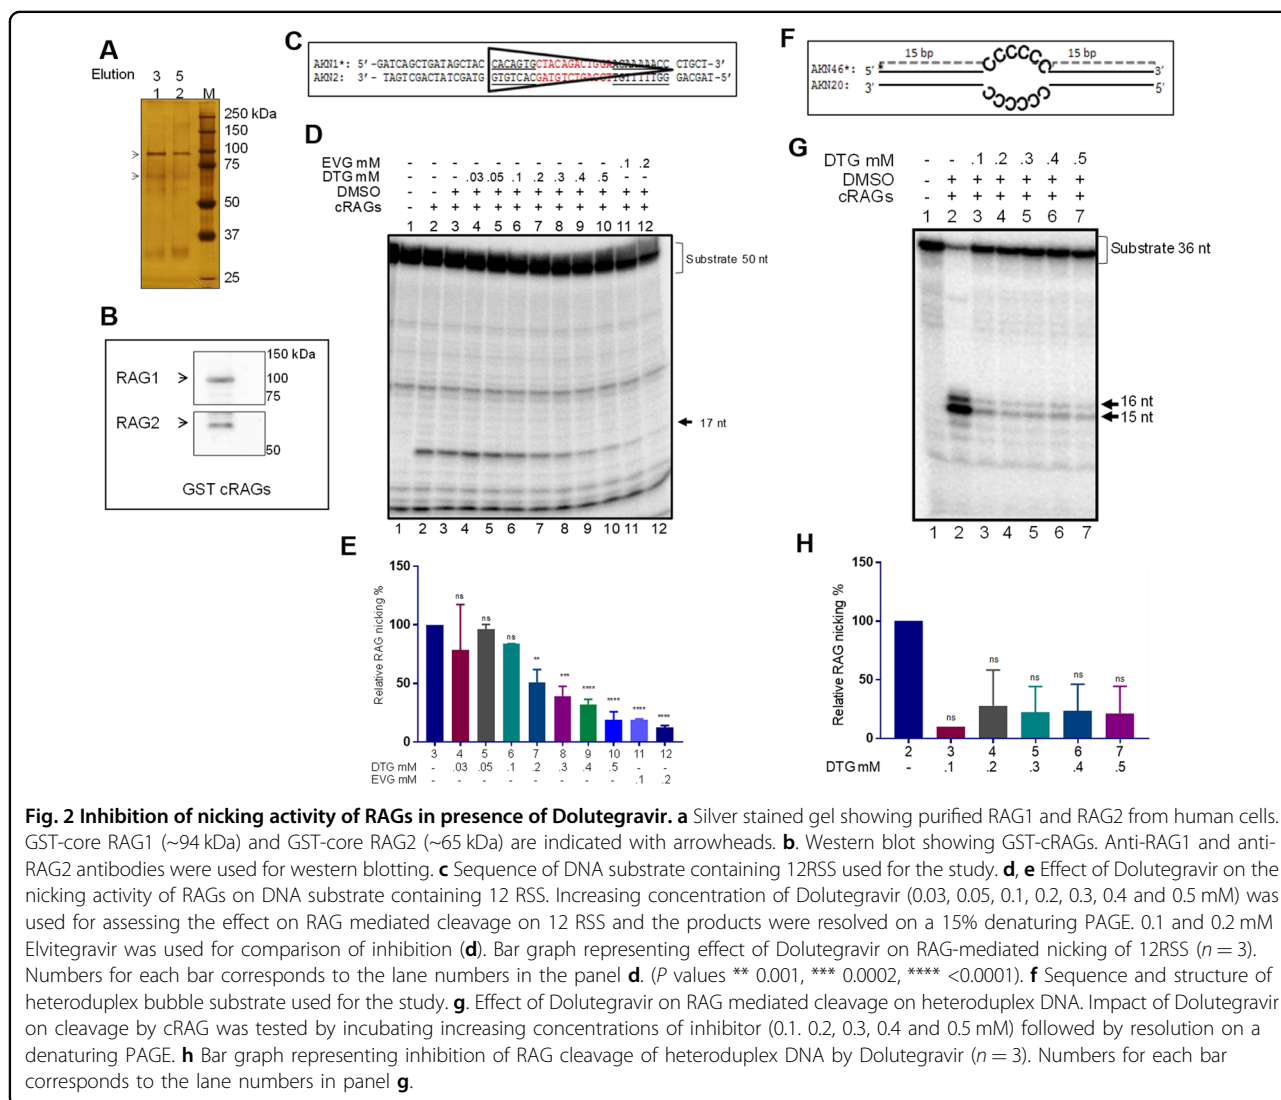 A
Elution 3 5
1 2 M
250 kDa
150
100
75
50
37
25
B
150 kDa
RAG1 100
75
RAG2
50
GST cRAGs
C
AKN1*: 5′-GATCAGCTGATAGCTAC CACAGTGCTACAGACTGGAACAAAAACC CTGCT-3′
AKN2: 3′-TAGTCGACTATCGATG GTGTCACGATGTCTGACCTTGTTTTTGG GACGAT-5′
D
EVG mM - - - - - - - - - - .1 .2
DTG mM - - - .03 .05 .1 .2 .3 .4 .5 - -
DMSO - - + + + + + + + + + +
cRAGs - + + + + + + + + + + +
1 2 3 4 5 6 7 8 9 10 11 12
Substrate 50 nt
17 nt
1 2 3 4 5 6 7 8 9 10 11 12
E
Relative RAG nicking %
150
100
50
0
ns ns ns ** *** **** **** **** ****
3 4 5 6 7 8 9 10 11 12
DTG mM - .03 .05 .1 .2 .3 .4 .5 - -
EVG mM - - - - - - - - .1 .2
F
15 bp CCCCCC 15 bp
AKN46*: 5′ 3′
AKN20: 3′ 5′
CCCCCC
G
DTG mM - - .1 .2 .3 .4 .5
DMSO - + + + + + +
cRAGs - + + + + + +
1 2 3 4 5 6 7
Substrate 36 nt
16 nt
15 nt
1 2 3 4 5 6 7
H
Relative RAG nicking %
150
100
50
0
ns ns ns ns ns
2 3 4 5 6 7
DTG mM - .1 .2 .3 .4 .5
Fig. 2 Inhibition of nicking activity of RAGs in presence of Dolutegravir. a Silver stained gel showing purified RAG1 and RAG2 from human cells.
GST-core RAG1 (~94 kDa) and GST-core RAG2 (~65 kDa) are indicated with arrowheads. b. Western blot showing GST-cRAGs. Anti-RAG1 and anti-
RAG2 antibodies were used for western blotting. c Sequence of DNA substrate containing 12RSS used for the study. d, e Effect of Dolutegravir on the
nicking activity of RAGs on DNA substrate containing 12 RSS. Increasing concentration of Dolutegravir (0.03, 0.05, 0.1, 0.2, 0.3, 0.4 and 0.5 mM) was
used for assessing the effect on RAG mediated cleavage on 12 RSS and the products were resolved on a 15% denaturing PAGE. 0.1 and 0.2 mM
Elvitegravir was used for comparison of inhibition (d). Bar graph representing effect of Dolutegravir on RAG-mediated nicking of 12RSS (n = 3).
Numbers for each bar corresponds to the lane numbers in the panel d. (P values ** 0.001, *** 0.0002, **** <0.0001). f Sequence and structure of
heteroduplex bubble substrate used for the study. g. Effect of Dolutegravir on RAG mediated cleavage on heteroduplex DNA. Impact of Dolutegravir
on cleavage by cRAG was tested by incubating increasing concentrations of inhibitor (0.1. 0.2, 0.3, 0.4 and 0.5 mM) followed by resolution on a
denaturing PAGE. h Bar graph representing inhibition of RAG cleavage of heteroduplex DNA by Dolutegravir (n = 3). Numbers for each bar
corresponds to the lane numbers in panel g.